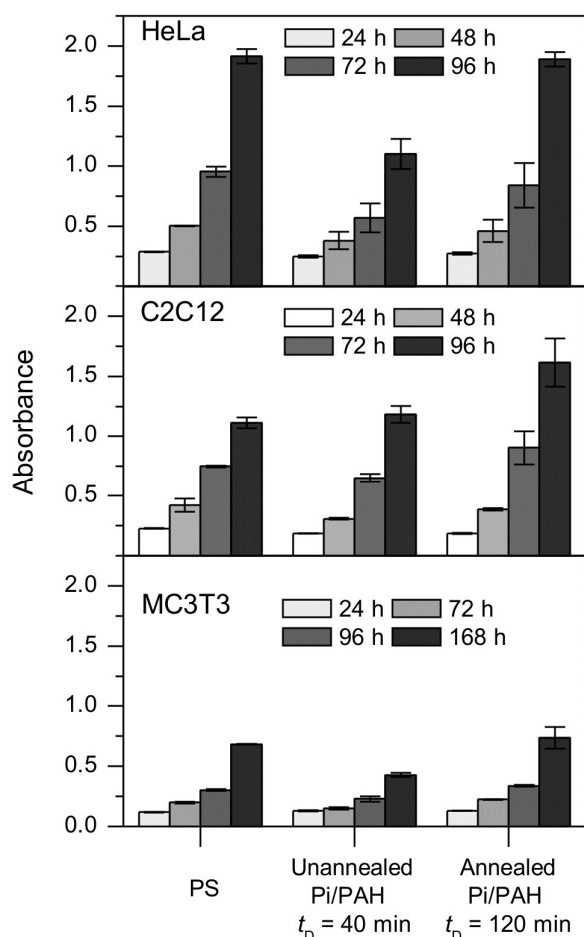 HeLa
24 h 48 h
72 h 96 h
2.0
1.5
1.0
0.5
C2C12
24 h 48 h
72 h 96 h
2.0
1.5
1.0
0.5
Absorbance
MC3T3
24 h 72 h
96 h 168 h
2.0
1.5
1.0
0.5
0.0
PS
Unannealed
Pi/PAH
tD = 40 min
Annealed
Pi/PAH
tD = 120 min